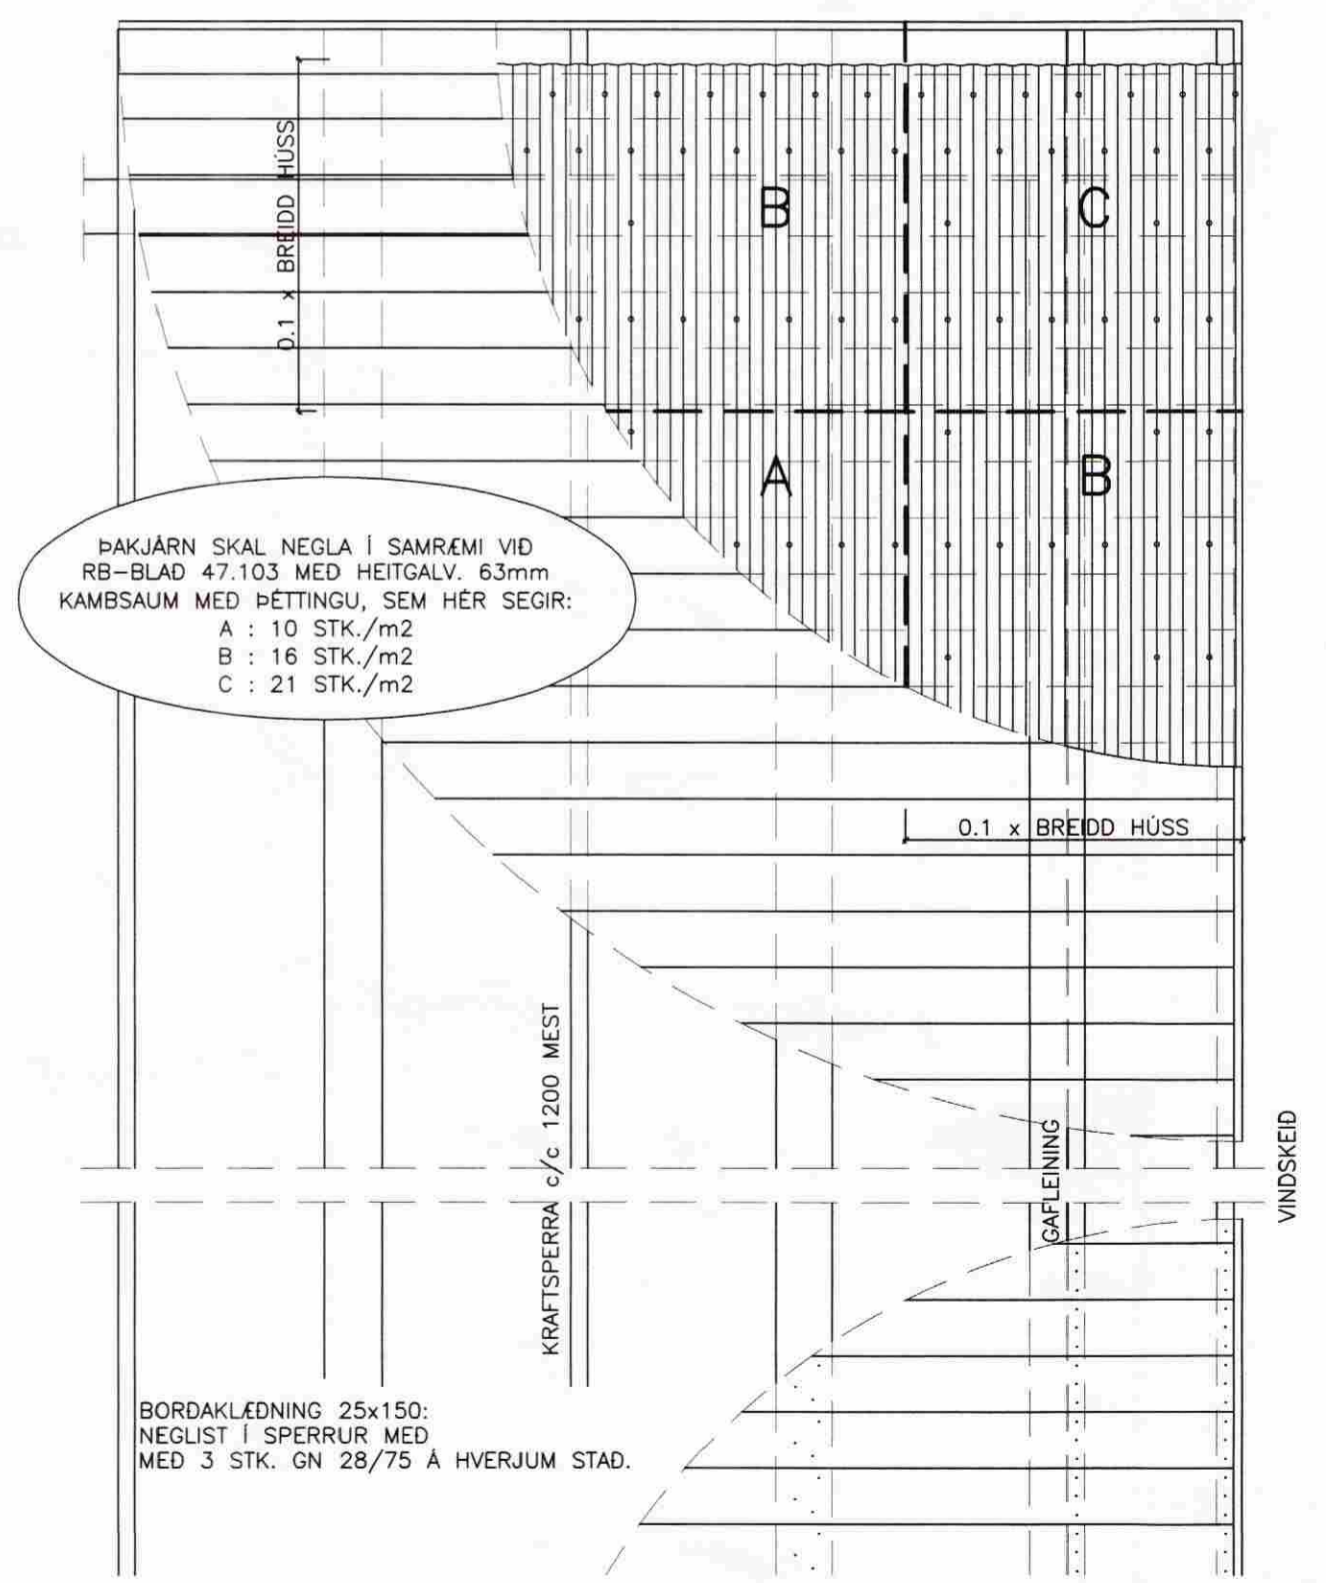 0.1 x BREIDD HÚSS
B
C
A
B
ÞAKJÁRN SKAL NEGLA Í SAMRÆMI VIÐ
RB-BLAÐ 47.103 MEÐ HEITGALV. 63mm
KAMBSAUM MEÐ ÞÉTTINGU, SEM HÉR SEGIR:
A : 10 STK./m2
B : 16 STK./m2
C : 21 STK./m2
0.1 x BREIDD HÚSS
KRAFTSPERRA c/c 1200 MEST
GAFLEINING
VINDSKEIÐ
BORÐAKLÆÐNING 25x150:
NEGLIST Í SPERRUR MEÐ
MEÐ 3 STK. GN 28/75 Á HVERJUM STAÐ.